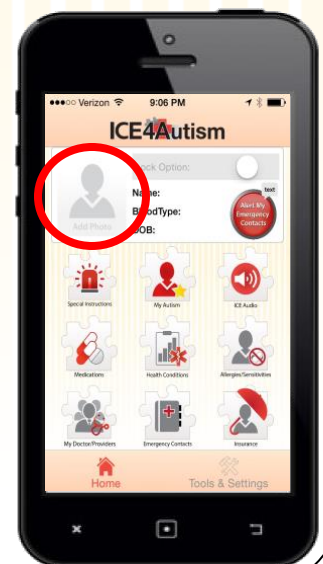 Verizon 9:06 PM
ICE4Autism
Lock Option:
Name:
BloodType:
DOB:
Add Photo
text
Alert My
Emergency
Contacts
Special Instructions My Autism ICE Audio
Medications Health Conditions Allergies/Sensitivities
My Doctor/Providers Emergency Contacts Insurance
Home Tools & Settings